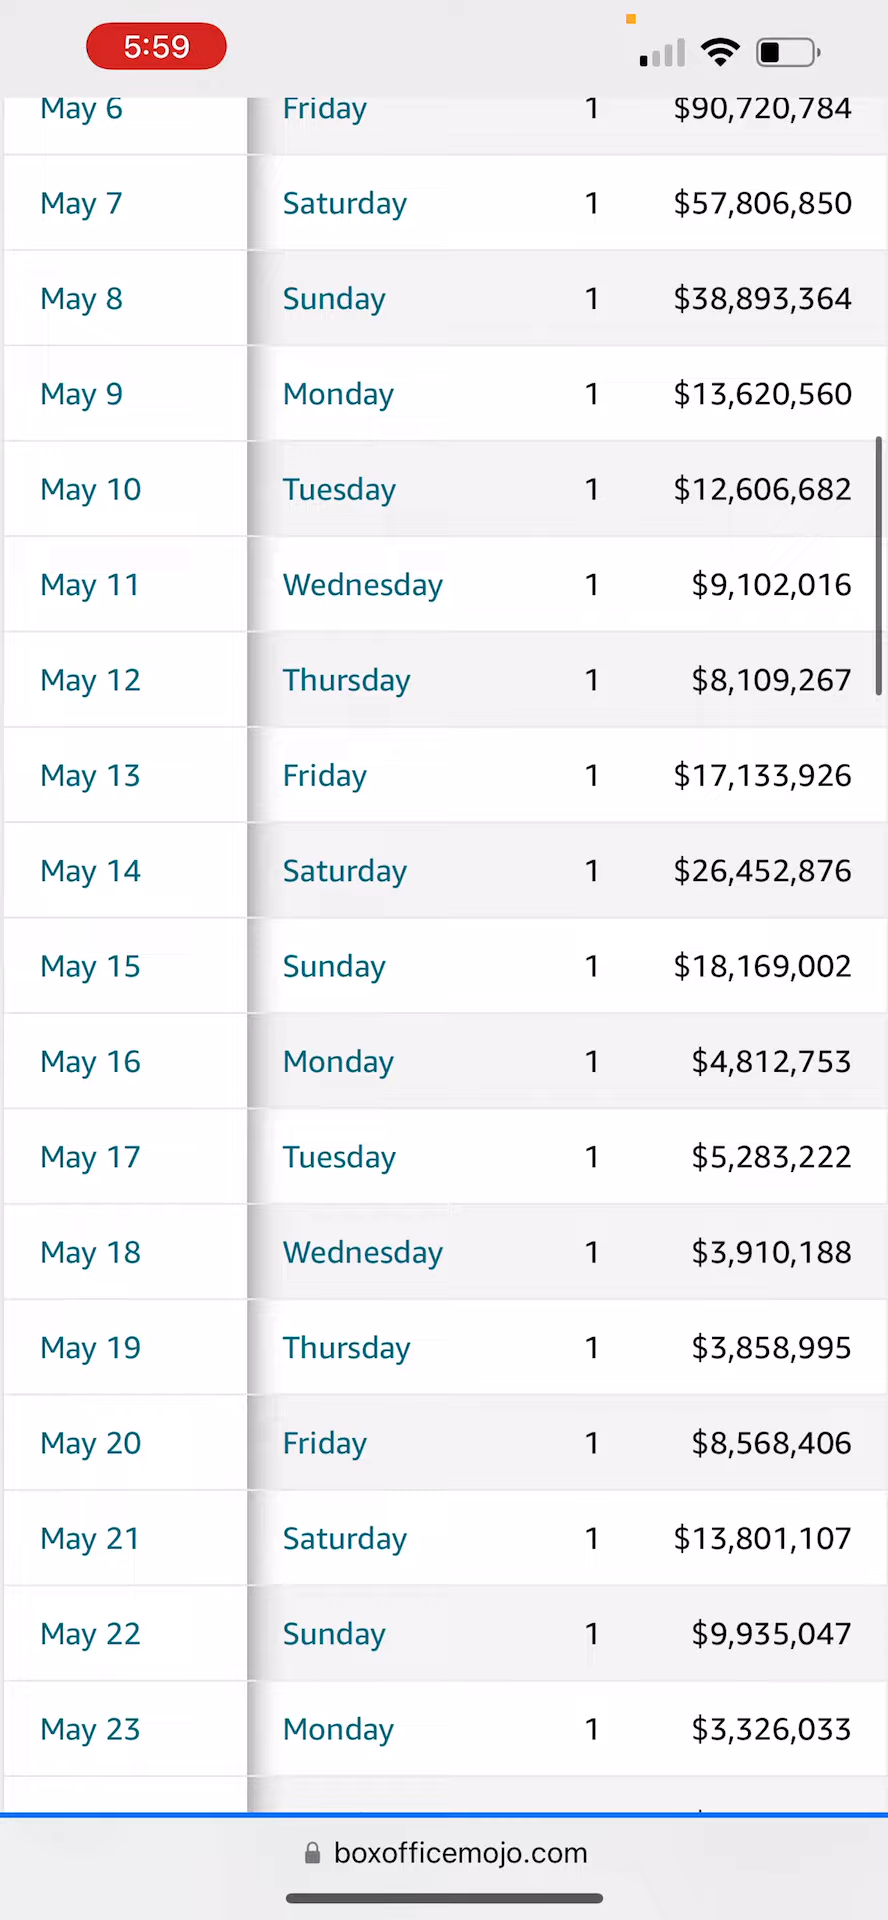 5:59
May 6 Friday 1 $90,720,784
May 7 Saturday 1 $57,806,850
May 8 Sunday 1 $38,893,364
May 9 Monday 1 $13,620,560
May 10 Tuesday 1 $12,606,682
May 11 Wednesday 1 $9,102,016
May 12 Thursday 1 $8,109,267
May 13 Friday 1 $17,133,926
May 14 Saturday 1 $26,452,876
May 15 Sunday 1 $18,169,002
May 16 Monday 1 $4,812,753
May 17 Tuesday 1 $5,283,222
May 18 Wednesday 1 $3,910,188
May 19 Thursday 1 $3,858,995
May 20 Friday 1 $8,568,406
May 21 Saturday 1 $13,801,107
May 22 Sunday 1 $9,935,047
May 23 Monday 1 $3,326,033
boxofficemojo.com